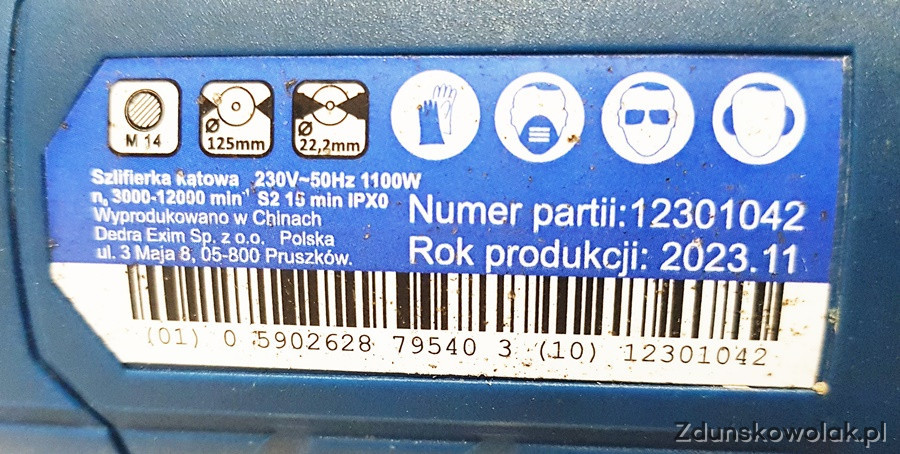 M 14
Ø
125mm
Ø
22,2mm
Szlifierka kątowa 230V~50Hz 1100W
n₀ 3000-12000 min⁻¹ S2 15 min IPX0
Wyprodukowano w Chinach
Dedra Exim Sp. z o.o. Polska
ul. 3 Maja 8, 05-800 Pruszków.
Numer partii:12301042
Rok produkcji: 2023.11
(01) 0 5902628 79540 3 (10) 12301042
Zdunskowolak.pl